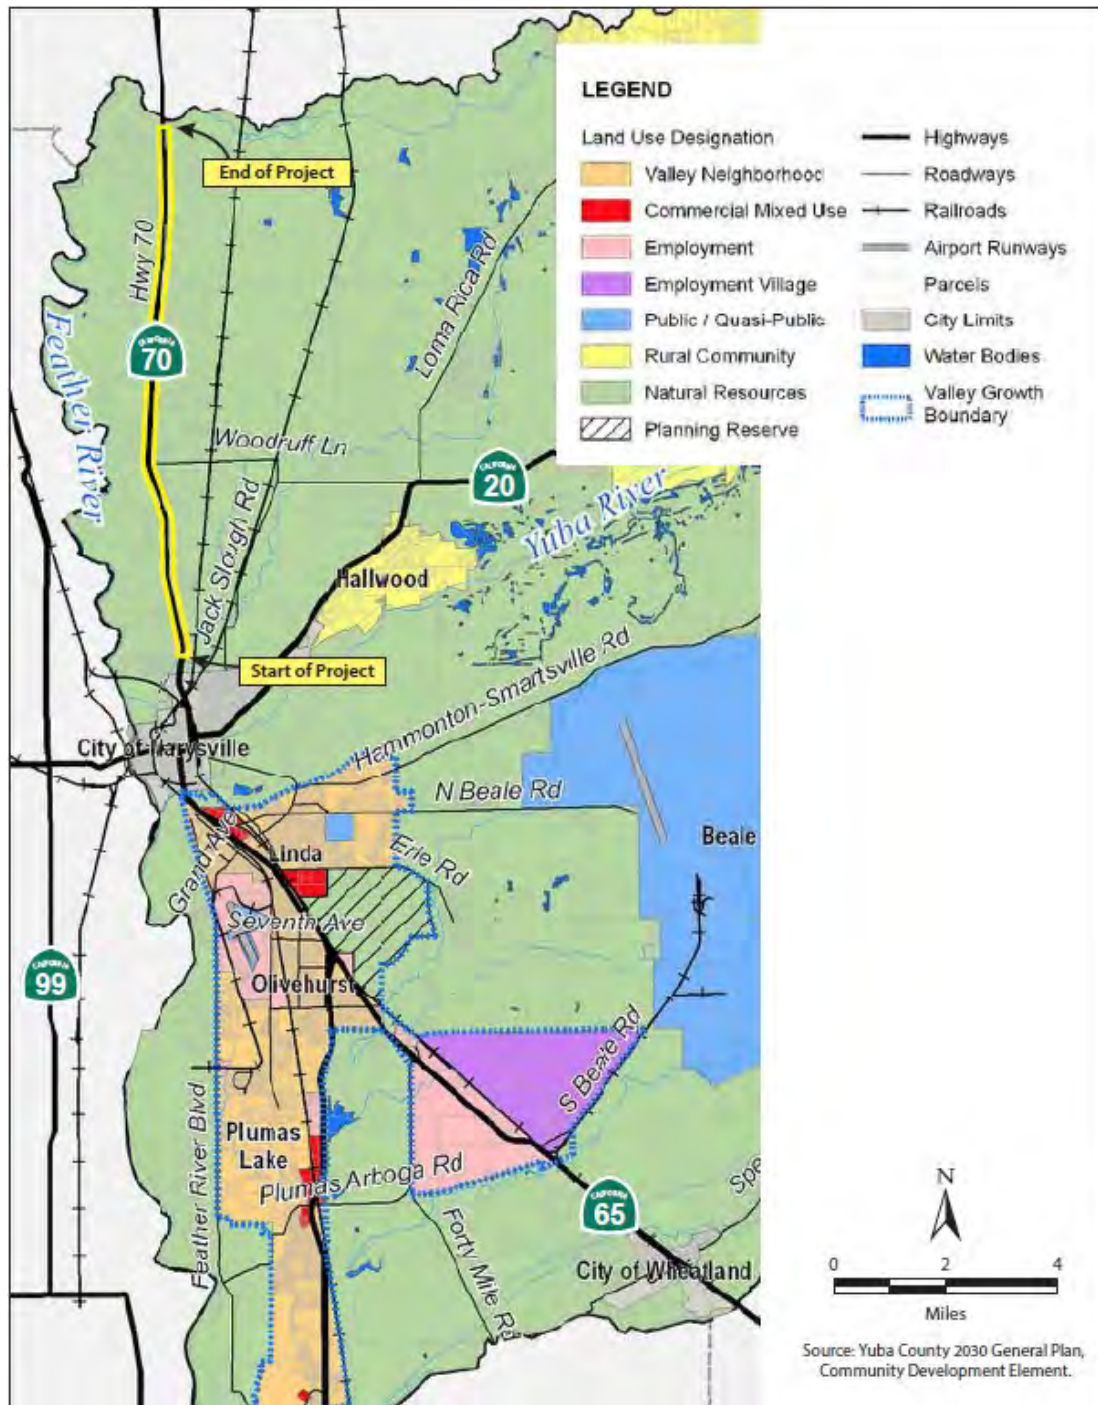 LEGEND
Land Use Designation
Valley Neighborhood
Commercial Mixed Use
Employment
Employment Village
Public / Quasi-Public
Rural Community
Natural Resources
Planning Reserve
Highways
Roadways
Railroads
Airport Runways
Parcels
City Limits
Water Bodies
Valley Growth
Boundary
End of Project
Hwy 70
CALIFORNIA
70
Feather River
Loma Rica Rd
Woodruff Ln
CALIFORNIA
20
Jack Slough Rd
Yuba River
Hallwood
Start of Project
Hammonton-Smartsville Rd
City of Marysville
N Beale Rd
Beale
Grand Ave
Linda
Erle Rd
Seventh Ave
CALIFORNIA
99
Olivehurst
S Beale Rd
Feather River Blvd
Plumas
Lake
Plumas Arboga Rd
Spe
CALIFORNIA
65
Forty Mile Rd
City of Wheatland
N
0 2 4
Miles
Source: Yuba County 2030 General Plan,
Community Development Element.